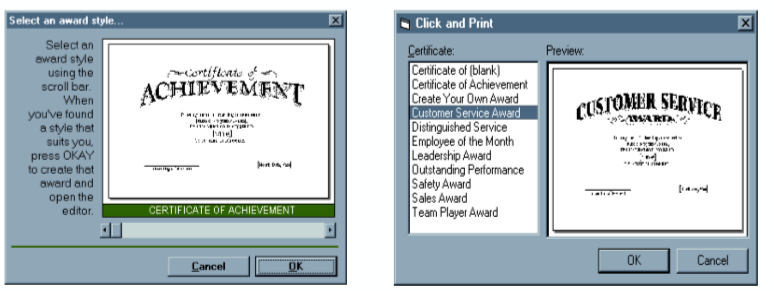 Select an award style...
Select an
award style
using the
scroll bar.
When
you've found
a style that
suits you,
press OKAY
to create that
award and
open the
editor.
Certificate of
ACHIEVEMENT
CERTIFICATE OF ACHIEVEMENT
Cancel
OK
Click and Print
Certificate:
Certificate of (blank)
Certificate of Achievement
Create Your Own Award
Customer Service Award
Distinguished Service
Employee of the Month
Leadership Award
Outstanding Performance
Safety Award
Sales Award
Team Player Award
Preview:
CUSTOMER SERVICE
AWARD
OK
Cancel